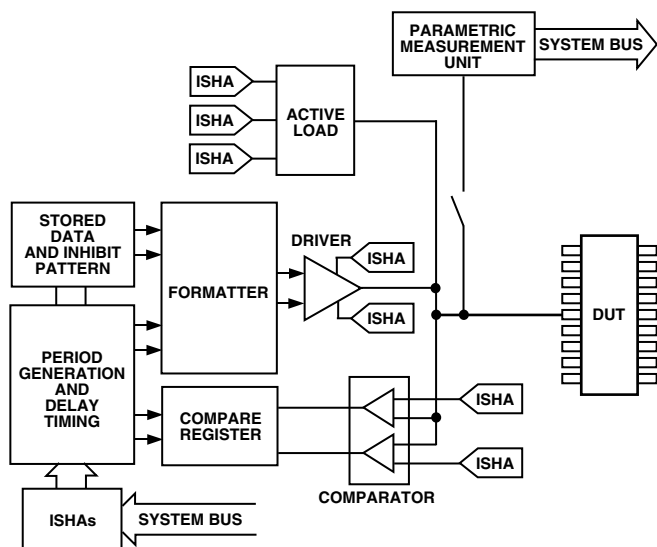 PARAMETRIC
MEASUREMENT
UNIT
SYSTEM BUS
ISHA
ISHA
ISHA
ACTIVE
LOAD
STORED
DATA
AND INHIBIT
PATTERN
FORMATTER
DRIVER
ISHA
ISHA
DUT
PERIOD
GENERATION
AND
DELAY
TIMING
COMPARE
REGISTER
ISHA
ISHA
COMPARATOR
ISHAs
SYSTEM BUS